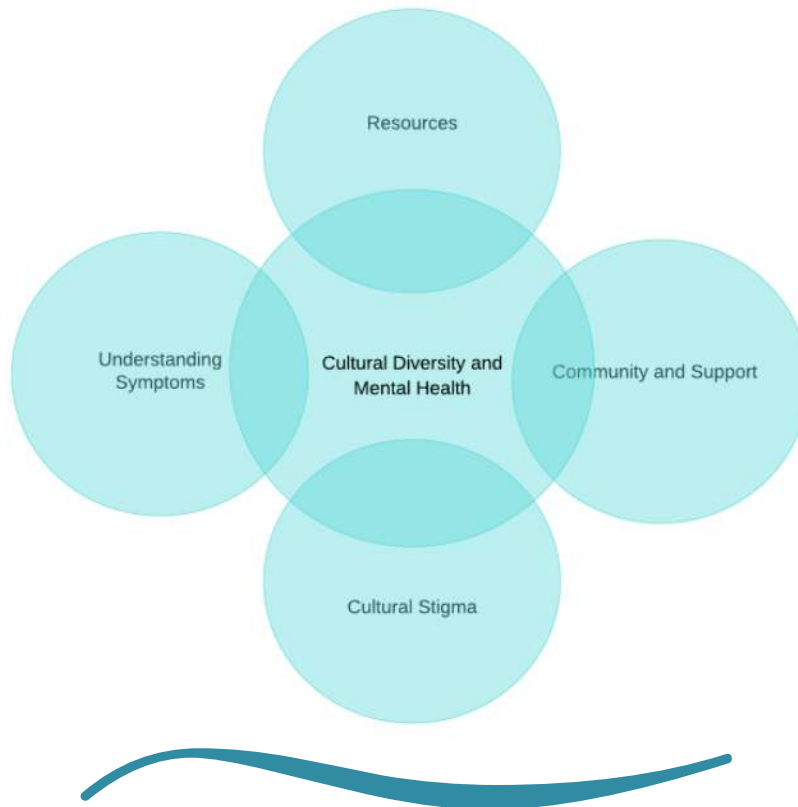 Resources
Understanding
Symptoms
Cultural Diversity and
Mental Health
Community and Support
Cultural Stigma